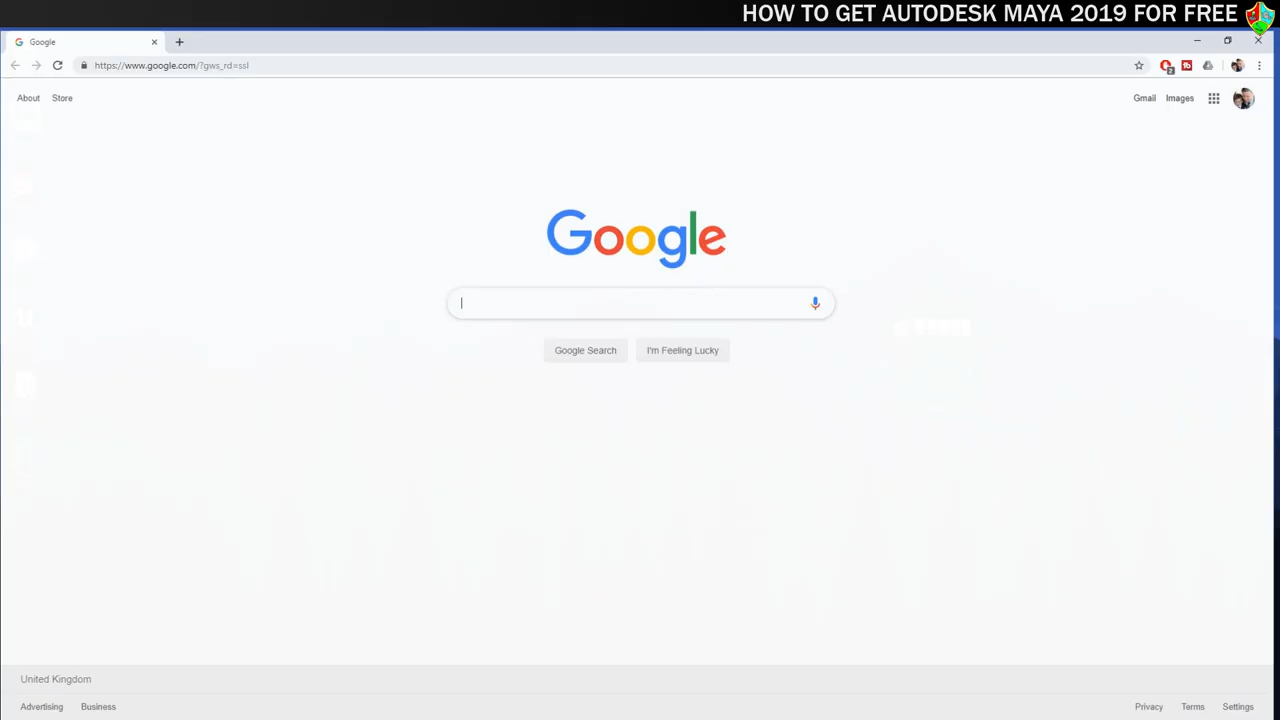 HOW TO GET AUTODESK MAYA 2019 FOR FREE
Google
https://www.google.com/?gws_rd=ssl
2
About Store Gmail Images
Google
Google Search I'm Feeling Lucky
United Kingdom
Advertising Business Privacy Terms Settings